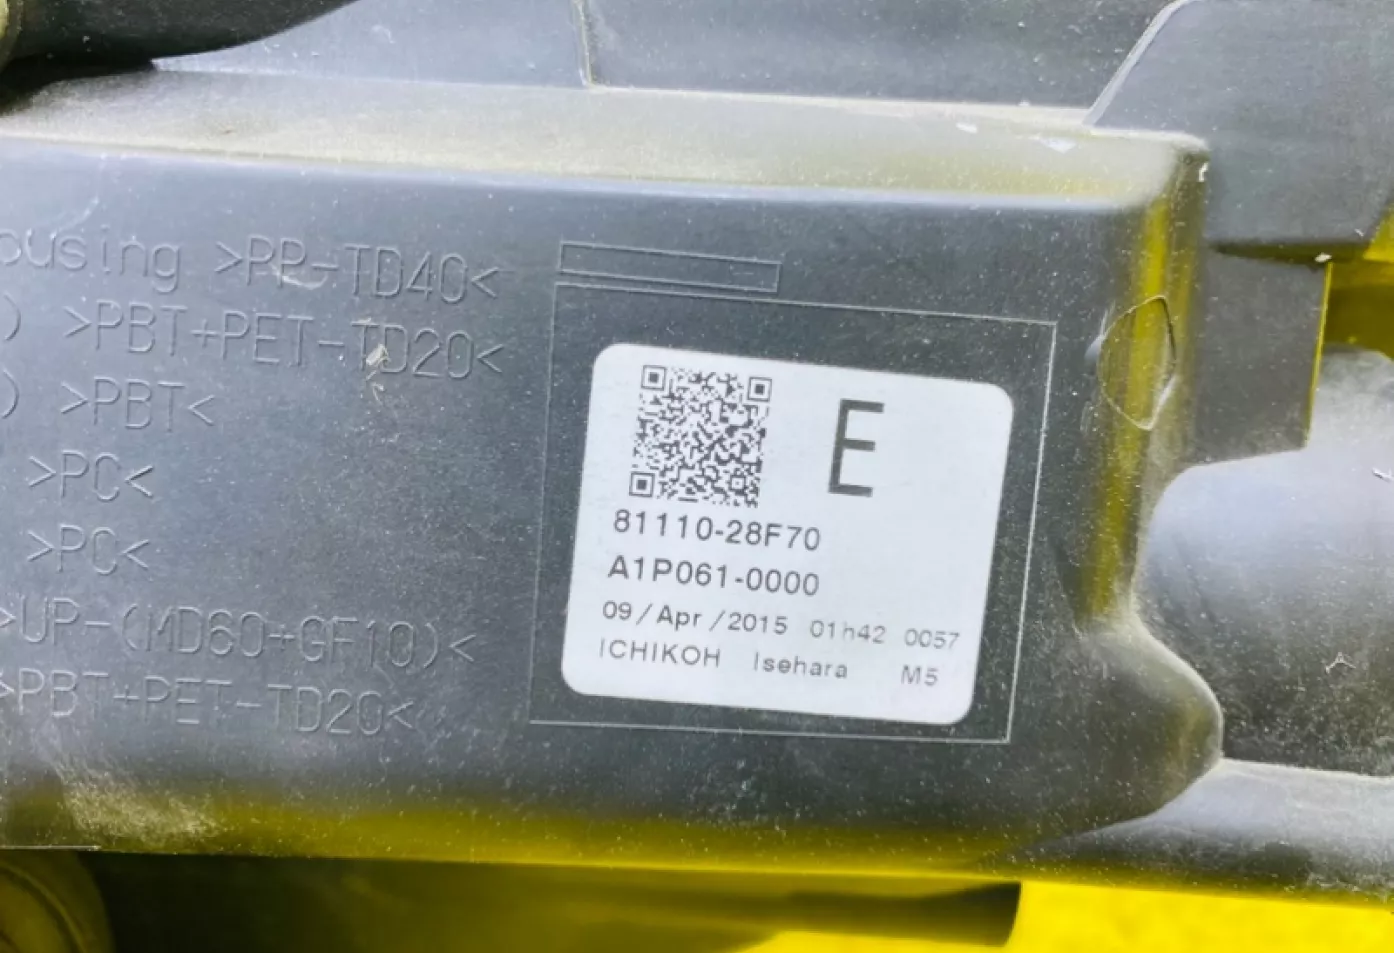 ousing >PP-TD40<
) >PBT+PET-TD20<
) >PBT<
>PC<
>PC<
>UP-(MD60+GF10)<
>PBT+PET-TD20<
E
81110-28F70
A1P061-0000
09/Apr/2015 01h42 0057
ICHIKOH Isehara M5